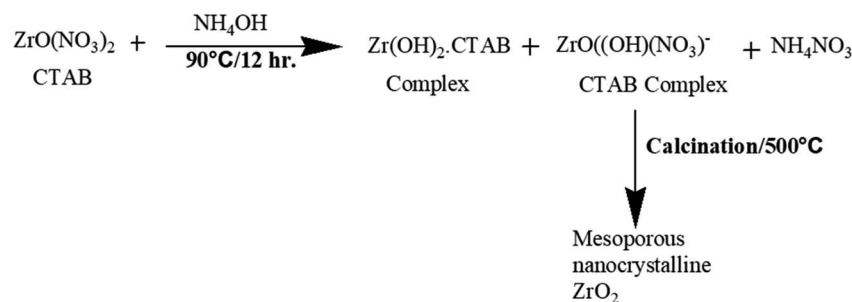 ZrO(NO₃)₂ +
CTAB
NH₄OH
90°C/12 hr.
Zr(OH)₂.CTAB
Complex
+
ZrO((OH)(NO₃)⁻
CTAB Complex
+ NH₄NO₃
Calcination/500°C
Mesoporous
nanocrystalline
ZrO₂